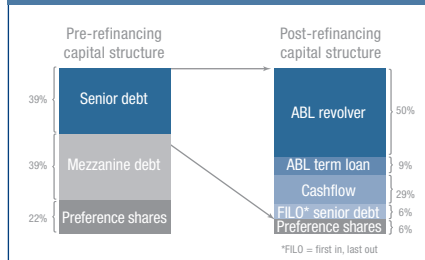 Pre-refinancing
capital structure
Post-refinancing
capital structure
39%
Senior debt
39%
Mezzanine debt
22%
Preference shares
ABL revolver
50%
ABL term loan
9%
Cashflow
29%
FILO* senior debt
6%
Preference shares
6%
*FILO = first in, last out